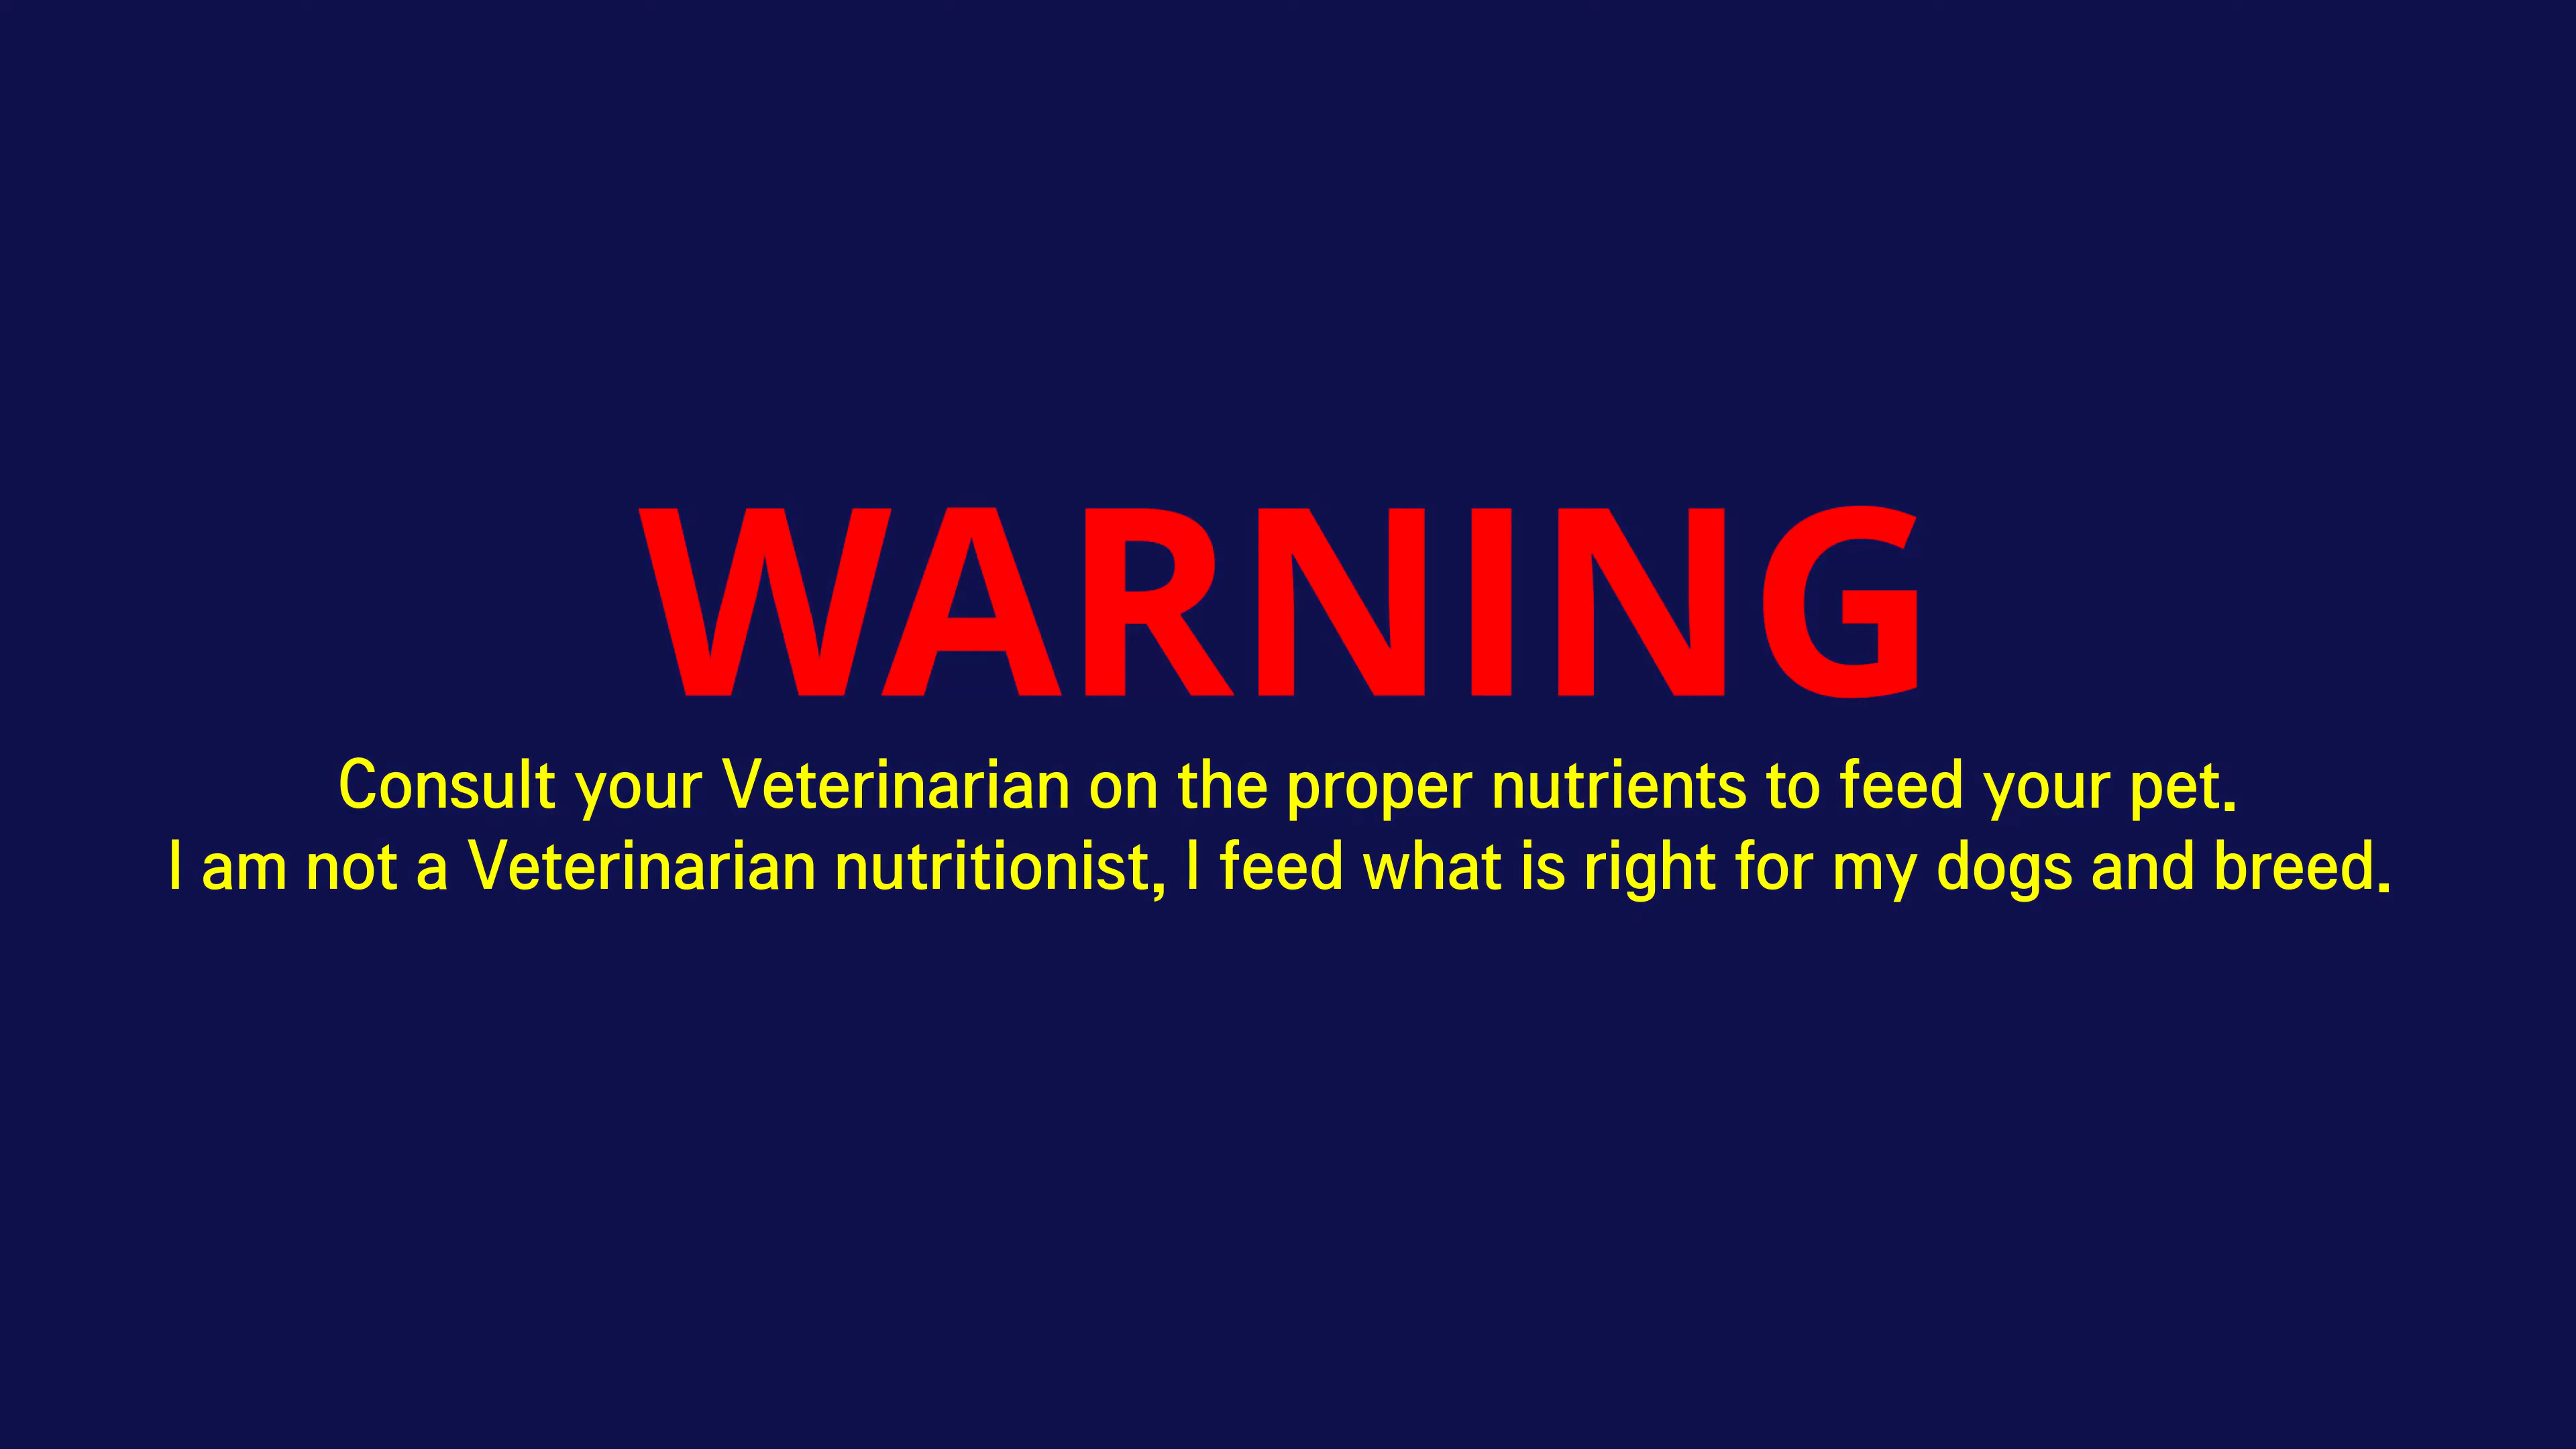 WARNING
Consult your Veterinarian on the proper nutrients to feed your pet.
I am not a Veterinarian nutritionist, I feed what is right for my dogs and breed.